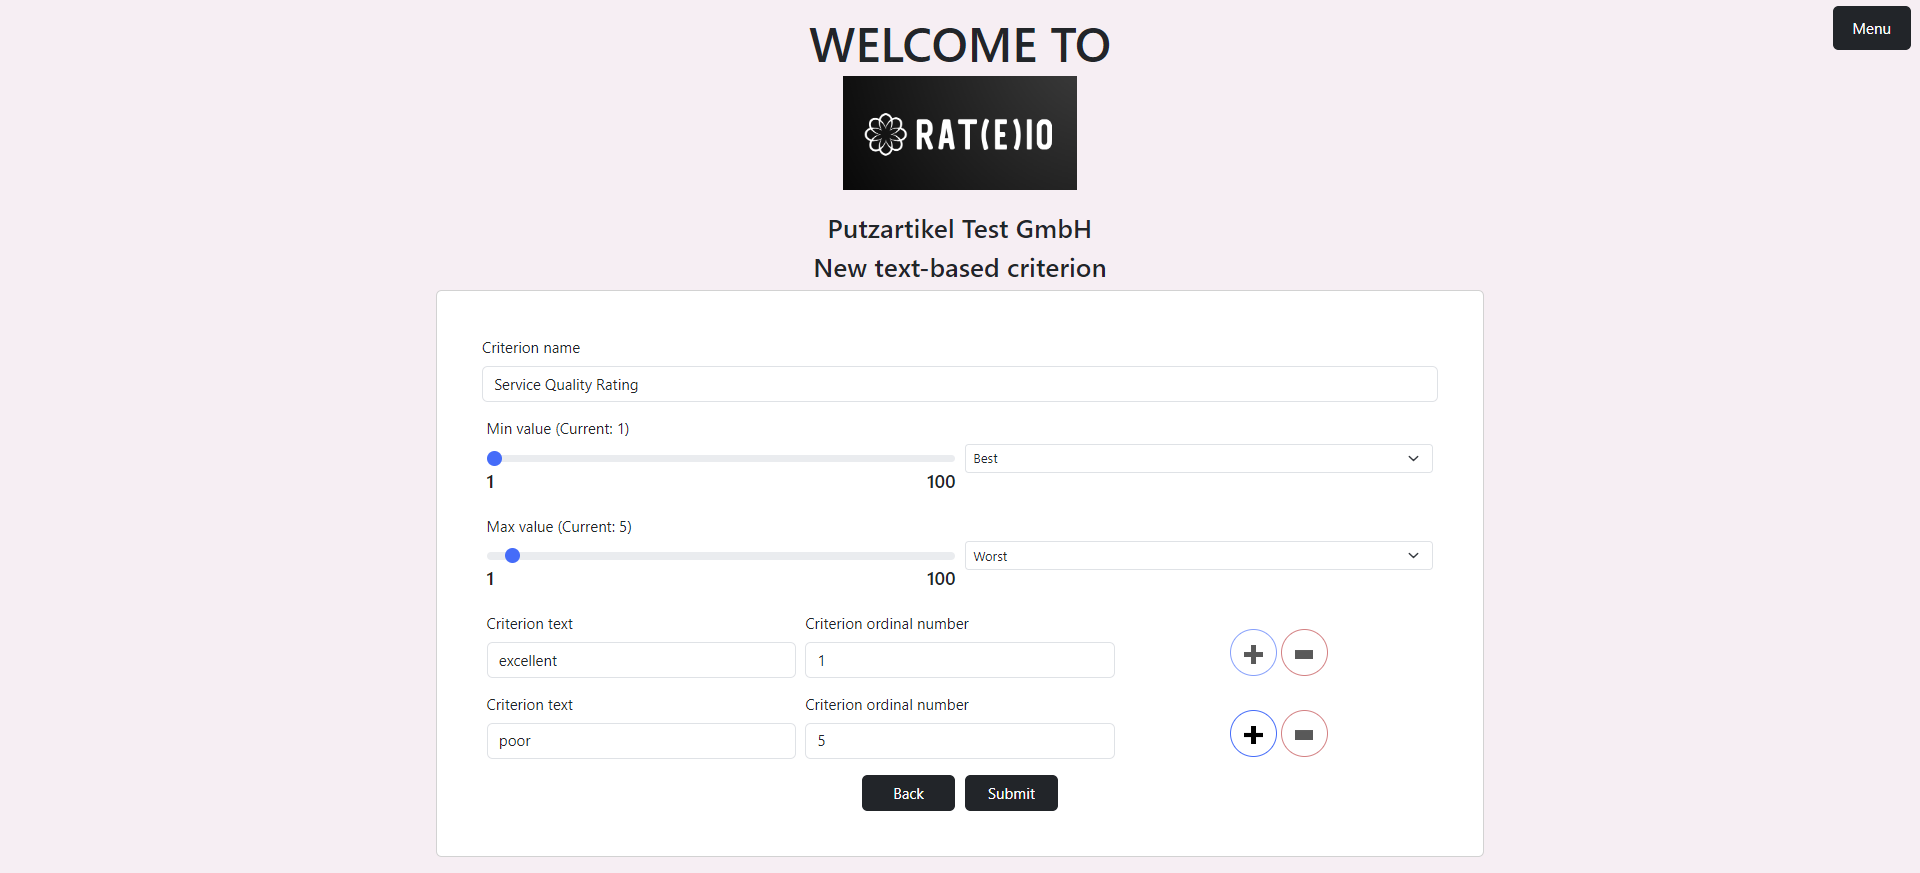 Menu
WELCOME TO
RAT(E)IO
Putzartikel Test GmbH
New text-based criterion
Criterion name
Service Quality Rating
Min value (Current: 1)
Best
1 100
Max value (Current: 5)
Worst
1 100
Criterion text Criterion ordinal number
excellent 1
Criterion text Criterion ordinal number
poor 5
Back Submit